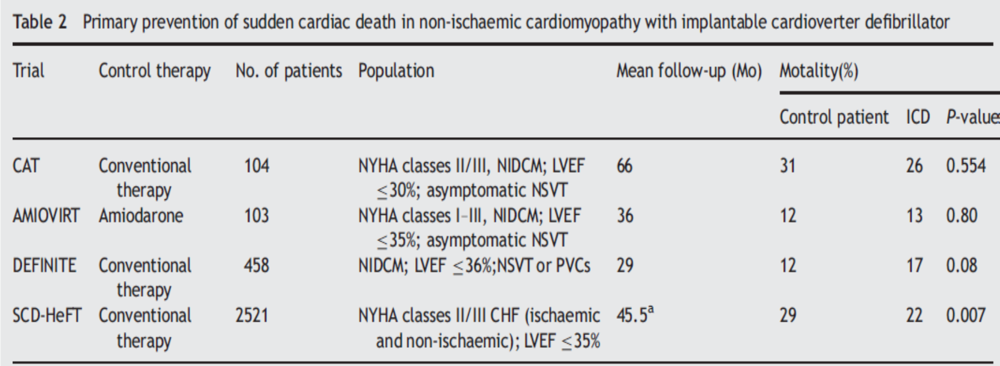 Table 2 Primary prevention of sudden cardiac death in non-ischaemic cardiomyopathy with implantable cardioverter defibrillator
Trial Control therapy No. of patients Population Mean follow-up (Mo) Motality(%)
Control patient ICD P-values
CAT Conventional 104 NYHA classes II/III, NIDCM; LVEF 66 31 26 0.554
therapy ≤30%; asymptomatic NSVT
AMIOVIRT Amiodarone 103 NYHA classes I–III, NIDCM; LVEF 36 12 13 0.80
≤35%; asymptomatic NSVT
DEFINITE Conventional 458 NIDCM; LVEF ≤36%;NSVT or PVCs 29 12 17 0.08
therapy
SCD-HeFT Conventional 2521 NYHA classes II/III CHF (ischaemic 45.5ᵃ 29 22 0.007
therapy and non-ischaemic); LVEF ≤35%